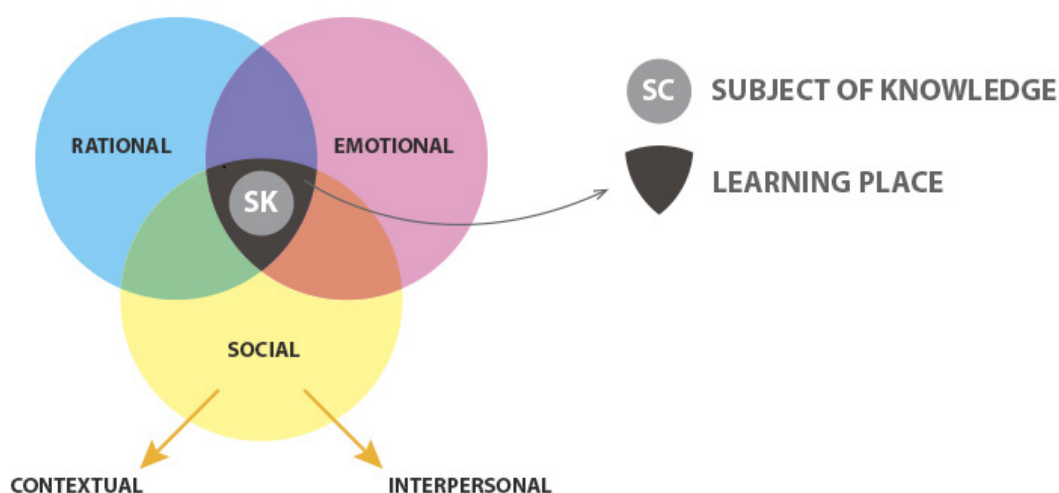 RATIONAL
EMOTIONAL
SK
SOCIAL
CONTEXTUAL
INTERPERSONAL
SC
SUBJECT OF KNOWLEDGE
LEARNING PLACE